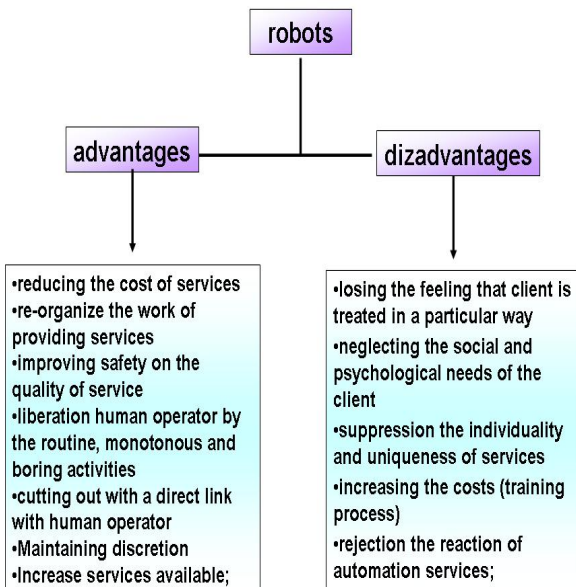 robots
advantages
dizadvantages
•reducing the cost of services
•re-organize the work of
providing services
•improving safety on the
quality of service
•liberation human operator by
the routine, monotonous and
boring activities
•cutting out with a direct link
with human operator
•Maintaining discretion
•Increase services available;
•losing the feeling that client is
treated in a particular way
•neglecting the social and
psychological needs of the
client
•suppression the individuality
and uniqueness of services
•increasing the costs (training
process)
•rejection the reaction of
automation services;